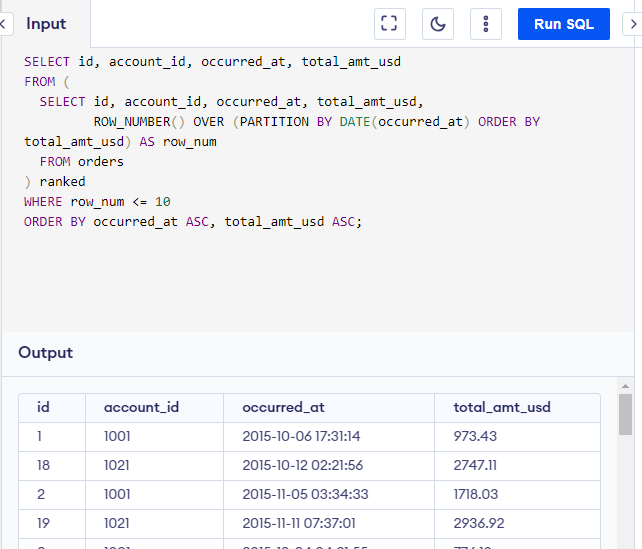 Input
Run SQL
SELECT id, account_id, occurred_at, total_amt_usd
FROM (
SELECT id, account_id, occurred_at, total_amt_usd,
ROW_NUMBER() OVER (PARTITION BY DATE(occurred_at) ORDER BY
total_amt_usd) AS row_num
FROM orders
) ranked
WHERE row_num <= 10
ORDER BY occurred_at ASC, total_amt_usd ASC;
Output
id account_id occurred_at total_amt_usd
1 1001 2015-10-06 17:31:14 973.43
18 1021 2015-10-12 02:21:56 2747.11
2 1001 2015-11-05 03:34:33 1718.03
19 1021 2015-11-11 07:37:01 2936.92